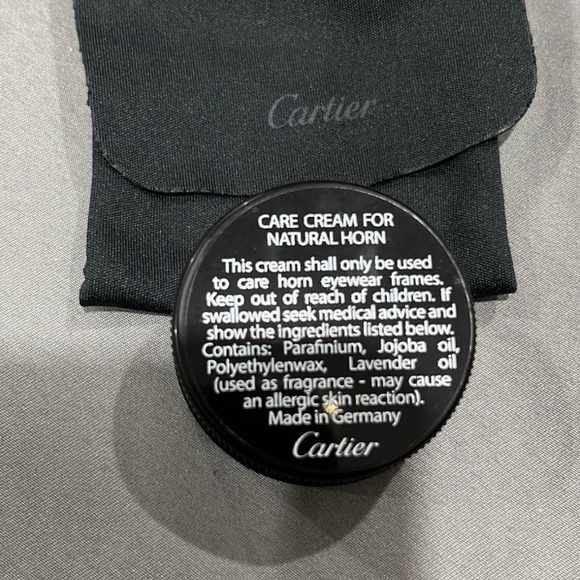 Cartier
CARE CREAM FOR
NATURAL HORN
This cream shall only be used
to care horn eyewear frames.
Keep out of reach of children. If
swallowed seek medical advice and
show the ingredients listed below.
Contains: Parafinium, Jojoba oil,
Polyethylenwax, Lavender oil
(used as fragrance - may cause
an allergic skin reaction).
Made in Germany
Cartier